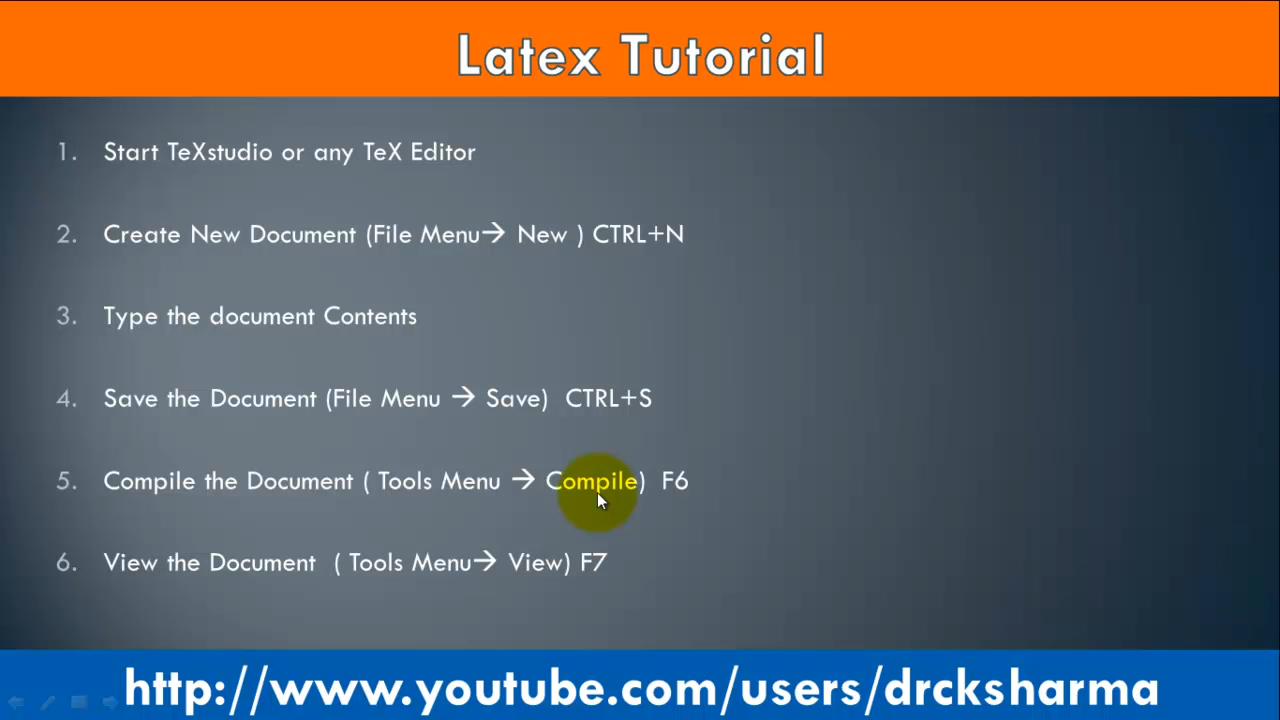 Latex Tutorial
1. Start TeXstudio or any TeX Editor
2. Create New Document (File Menu→ New ) CTRL+N
3. Type the document Contents
4. Save the Document (File Menu → Save) CTRL+S
5. Compile the Document ( Tools Menu → Compile) F6
6. View the Document ( Tools Menu→ View) F7
http://www.youtube.com/users/drcksharma